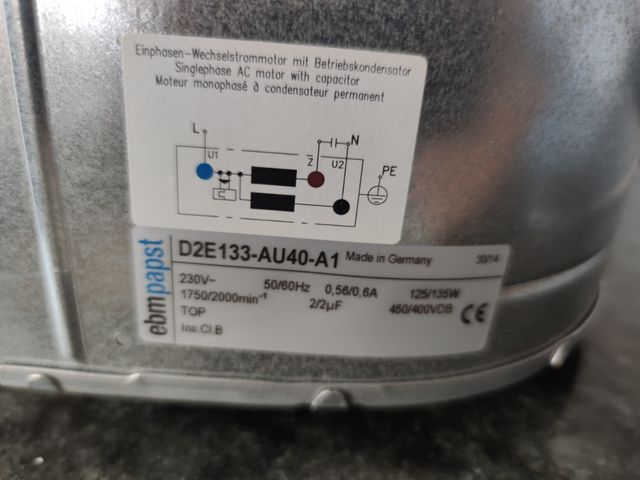 Einphasen-Wechselstrommotor mit Betriebskondensator
Singlephase AC motor with capacitor
Moteur monophasé à condensateur permanent
L
U1
Z
N
U2
PE
ebmpapst
D2E133-AU40-A1 Made in Germany 30/14
230V~ 50/60Hz 0,56/0,6A 125/135W
1750/2000min⁻¹ 2/2µF 450/400VDB
TOP CE
Ins.Cl.B